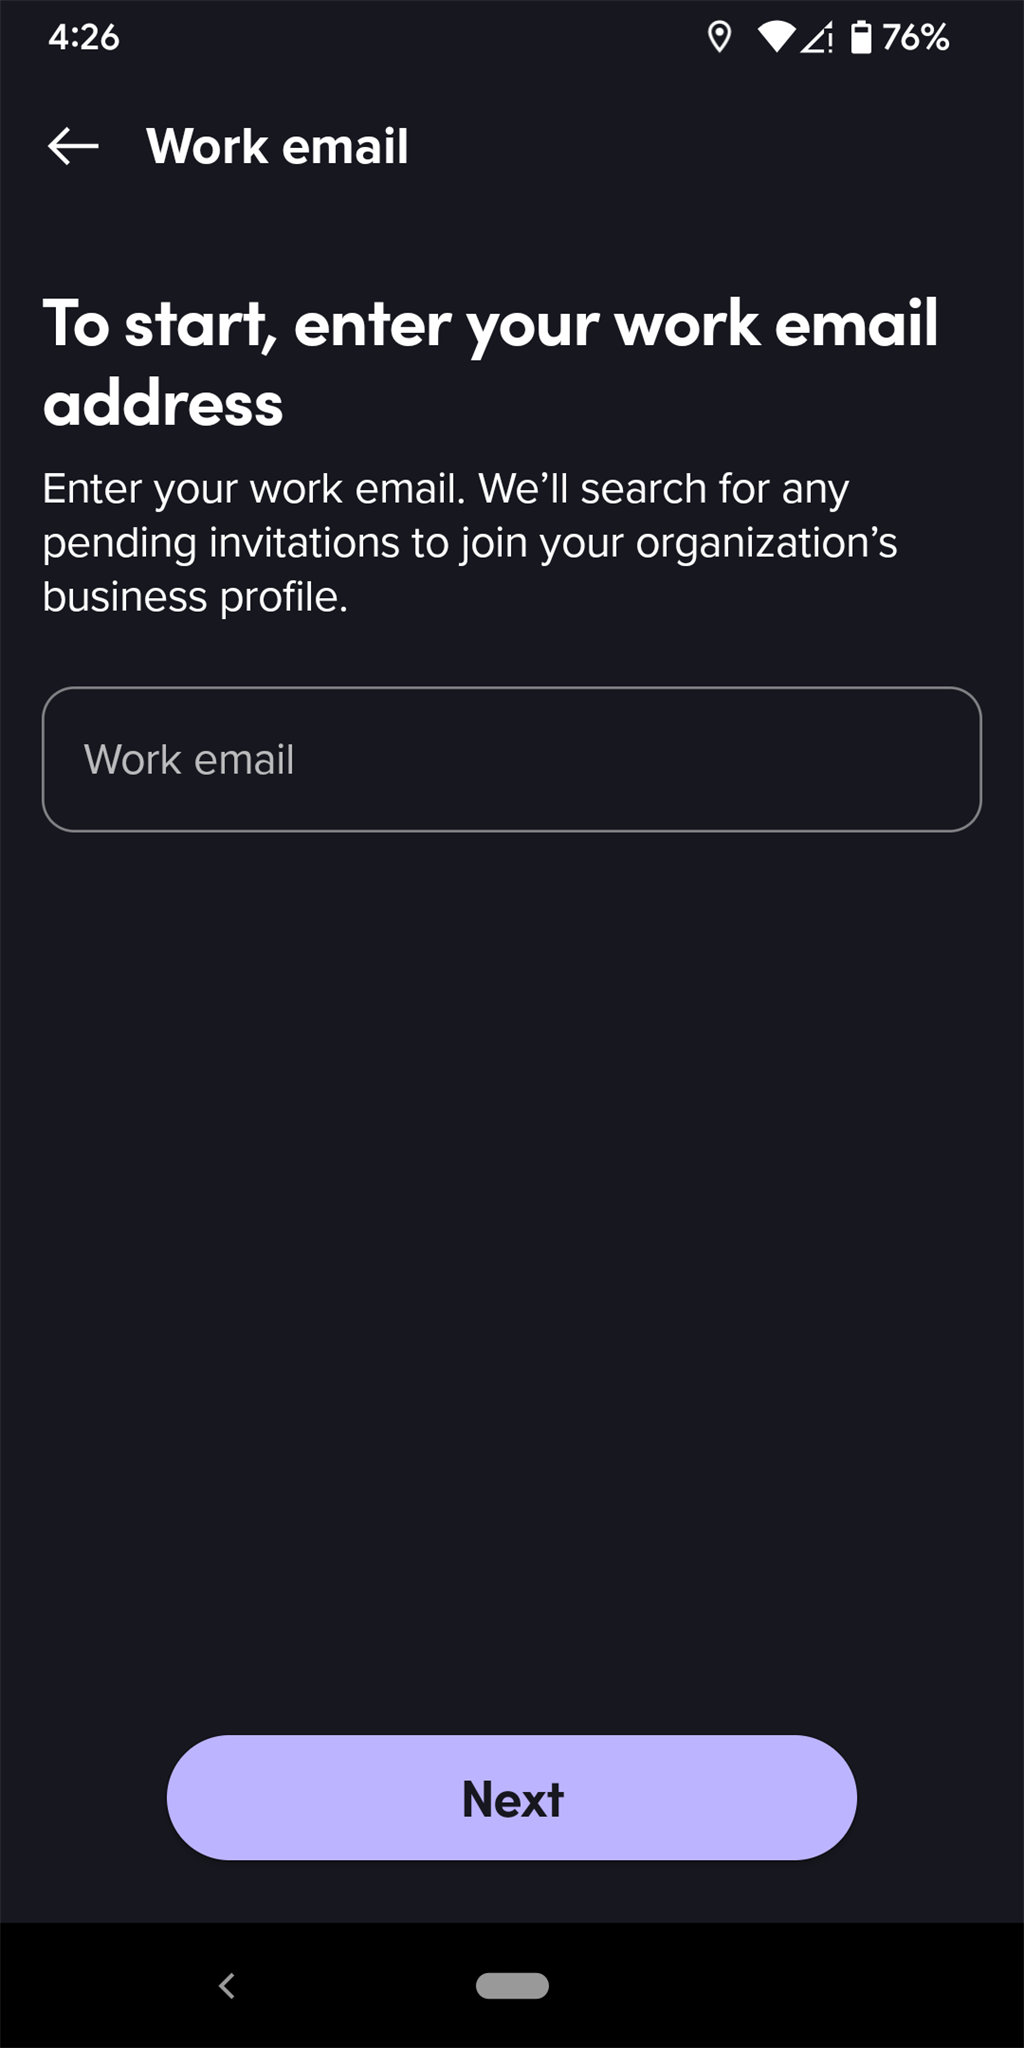 4:26
76%
Work email
To start, enter your work email
address
Enter your work email. We’ll search for any
pending invitations to join your organization’s
business profile.
Work email
Next